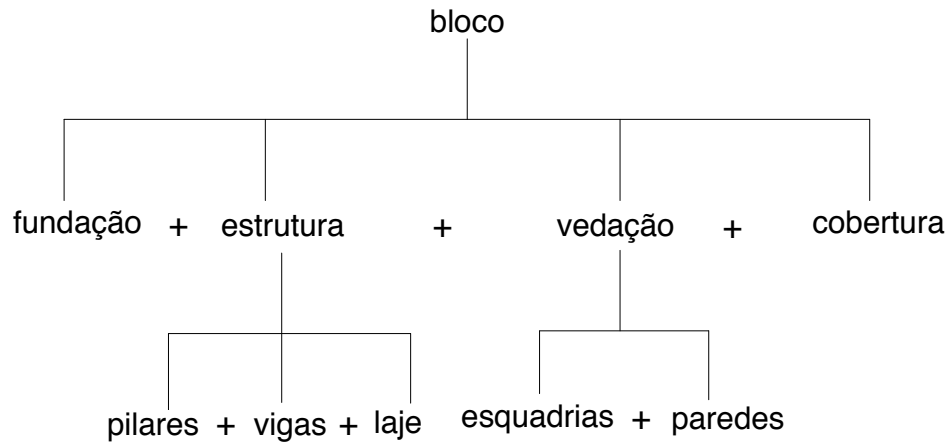 bloco
fundação + estrutura + vedação + cobertura
pilares + vigas + laje esquadrias + paredes